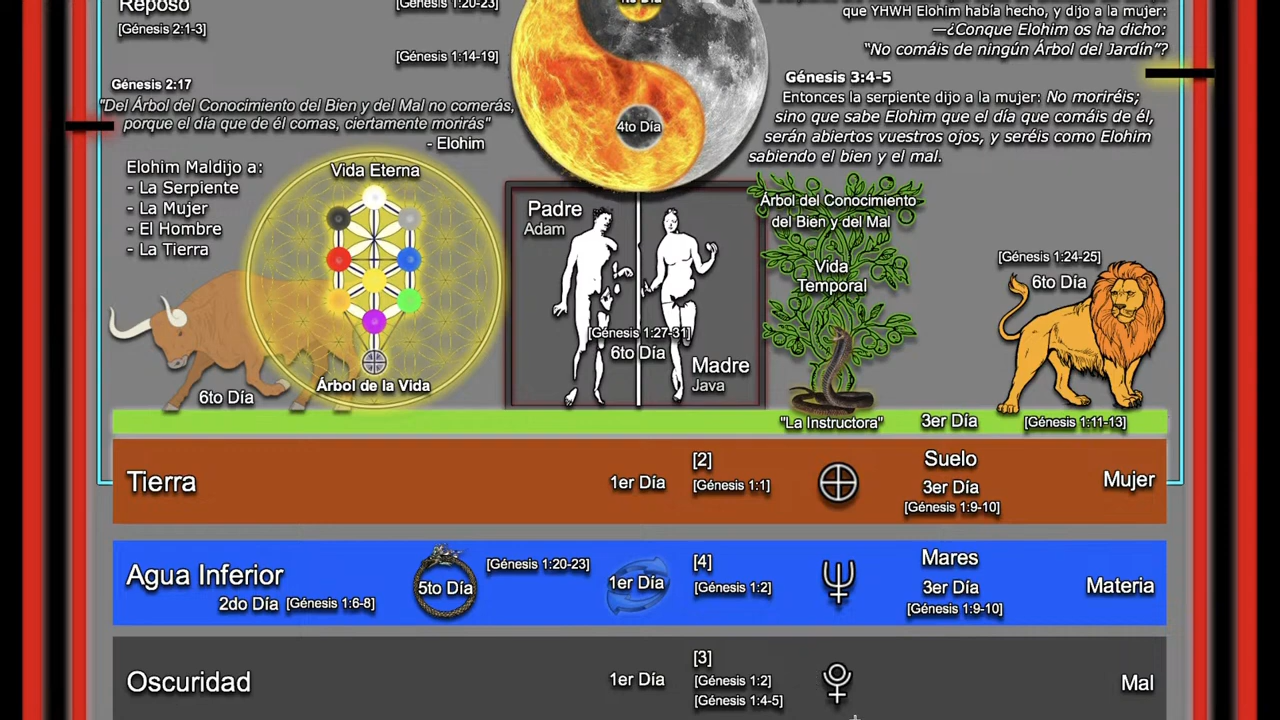 Reposo
[Génesis 2:1-3]
[Génesis 1:20-23]
[Génesis 1:14-19]
1er Día
4to Día
que YHWH Elohim había hecho, y dijo a la mujer:
—¿Conque Elohim os ha dicho:
"No comáis de ningún Árbol del Jardín"?
Génesis 3:4-5
Entonces la serpiente dijo a la mujer: No moriréis;
sino que sabe Elohim que el día que comáis de él,
serán abiertos vuestros ojos, y seréis como Elohim
sabiendo el bien y el mal.
Génesis 2:17
"Del Árbol del Conocimiento del Bien y del Mal no comerás,
porque el día que de él comas, ciertamente morirás"
- Elohim
Elohim Maldijo a:
- La Serpiente
- La Mujer
- El Hombre
- La Tierra
6to Día
Vida Eterna
Árbol de la Vida
Padre
Adam
[Génesis 1:27-31]
6to Día
Madre
Java
Árbol del Conocimiento
del Bien y del Mal
Vida
Temporal
"La Instructora"
[Génesis 1:24-25]
6to Día
3er Día
[Génesis 1:11-13]
Tierra
1er Día
[2]
[Génesis 1:1]
Suelo
3er Día
[Génesis 1:9-10]
Mujer
Agua Inferior
2do Día [Génesis 1:6-8]
5to Día
[Génesis 1:20-23]
1er Día
[4]
[Génesis 1:2]
Mares
3er Día
[Génesis 1:9-10]
Materia
Oscuridad
1er Día
[3]
[Génesis 1:2]
[Génesis 1:4-5]
Mal